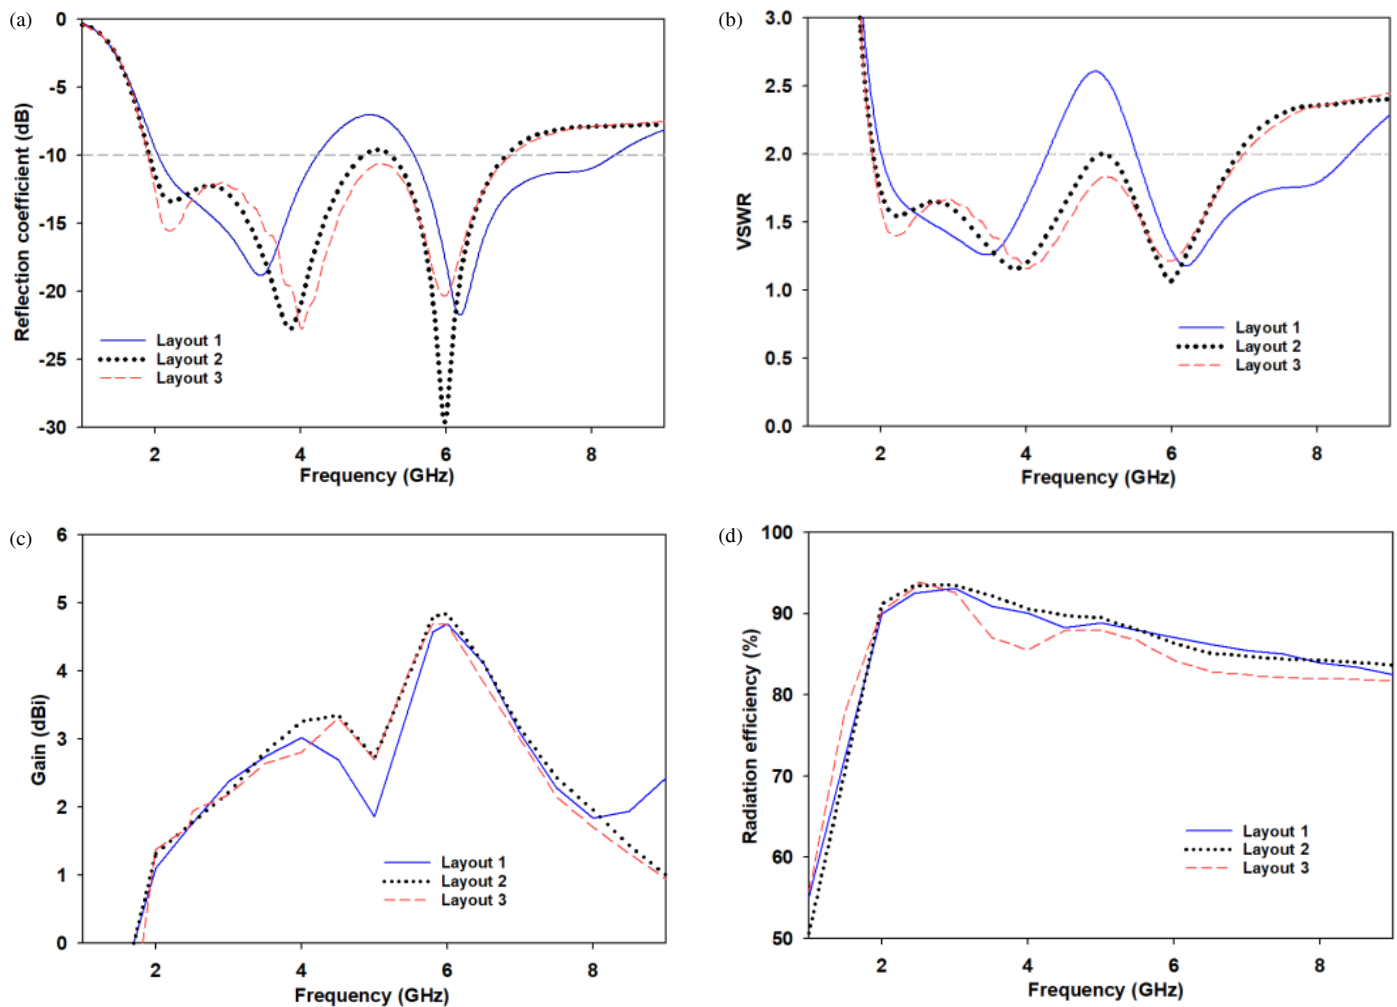 (a)
0
-5
-10
-15
-20
-25
-30
Reflection coefficient (dB)
Layout 1
Layout 2
Layout 3
2 4 6 8
Frequency (GHz)
(b)
3.0
2.5
2.0
1.5
1.0
0.5
0.0
VSWR
Layout 1
Layout 2
Layout 3
2 4 6 8
Frequency (GHz)
(c)
6
5
4
3
2
1
0
Gain (dBi)
Layout 1
Layout 2
Layout 3
2 4 6 8
Frequency (GHz)
(d)
100
90
80
70
60
50
Radiation efficiency (%)
Layout 1
Layout 2
Layout 3
2 4 6 8
Frequency (GHz)